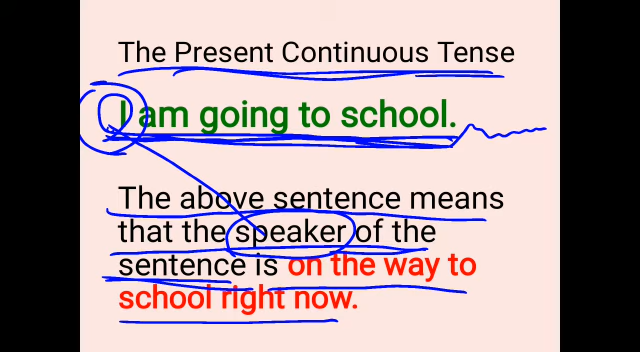 The Present Continuous Tense
I am going to school.
The above sentence means
that the speaker of the
sentence is on the way to
school right now.